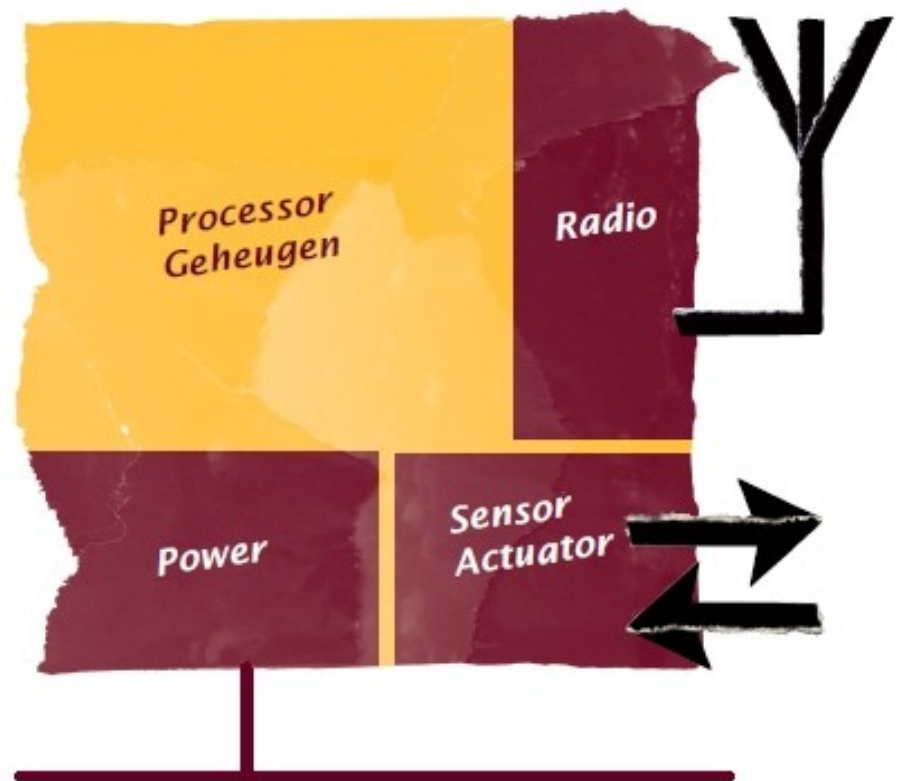 Processor
Geheugen
Radio
Power
Sensor
Actuator